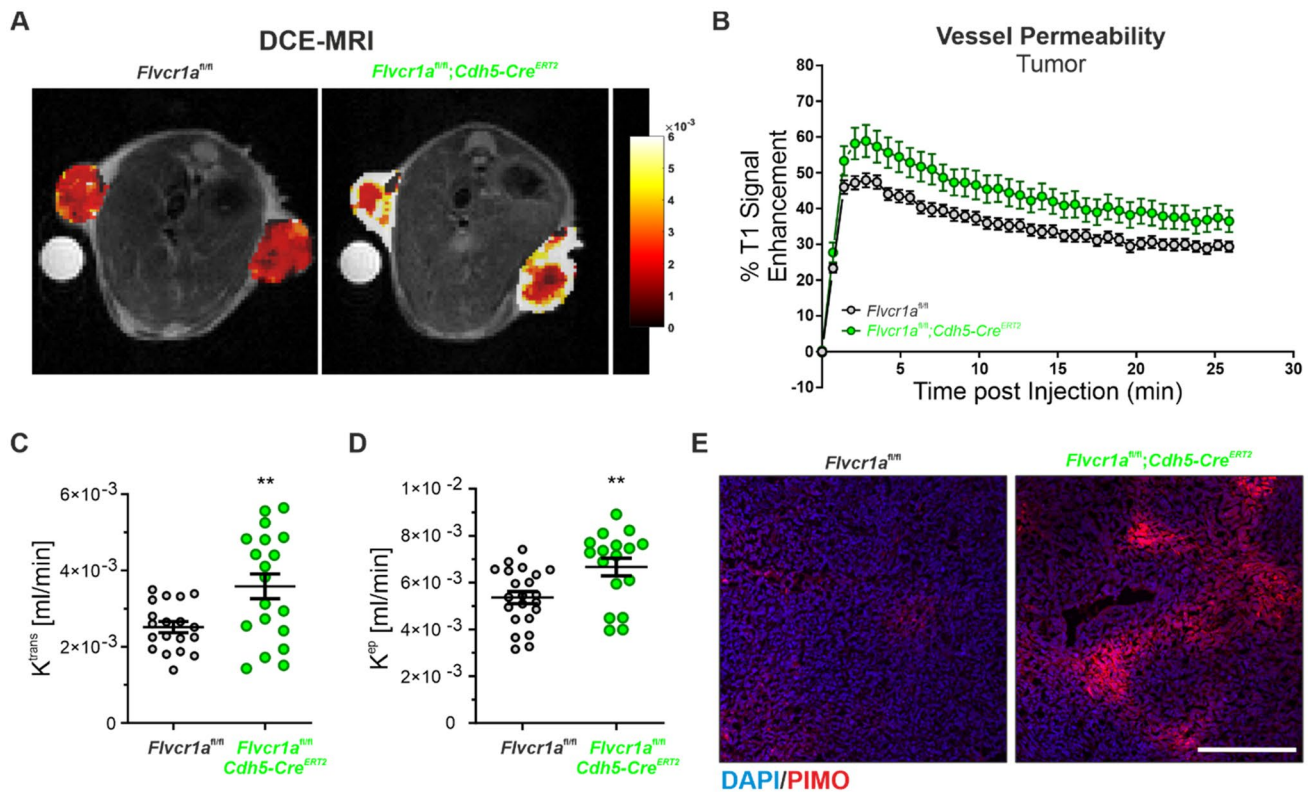 A
DCE-MRI
Flvcr1a^fl/fl
Flvcr1a^fl/fl;Cdh5-Cre^ERT2
×10^-3
6
5
4
3
2
1
0
B
Vessel Permeability
Tumor
% T1 Signal
Enhancement
80
70
60
50
40
30
20
10
0
-10
5
10
15
20
25
30
Flvcr1a^fl/fl
Flvcr1a^fl/fl;Cdh5-Cre^ERT2
Time post Injection (min)
C
K^trans [ml/min]
6×10^-3
4×10^-3
2×10^-3
0
**
Flvcr1a^fl/fl
Flvcr1a^fl/fl
Cdh5-Cre^ERT2
D
K^ep [ml/min]
1×10^-2
8×10^-3
6×10^-3
4×10^-3
2×10^-3
0
**
Flvcr1a^fl/fl
Flvcr1a^fl/fl
Cdh5-Cre^ERT2
E
Flvcr1a^fl/fl
Flvcr1a^fl/fl;Cdh5-Cre^ERT2
DAPI/PIMO